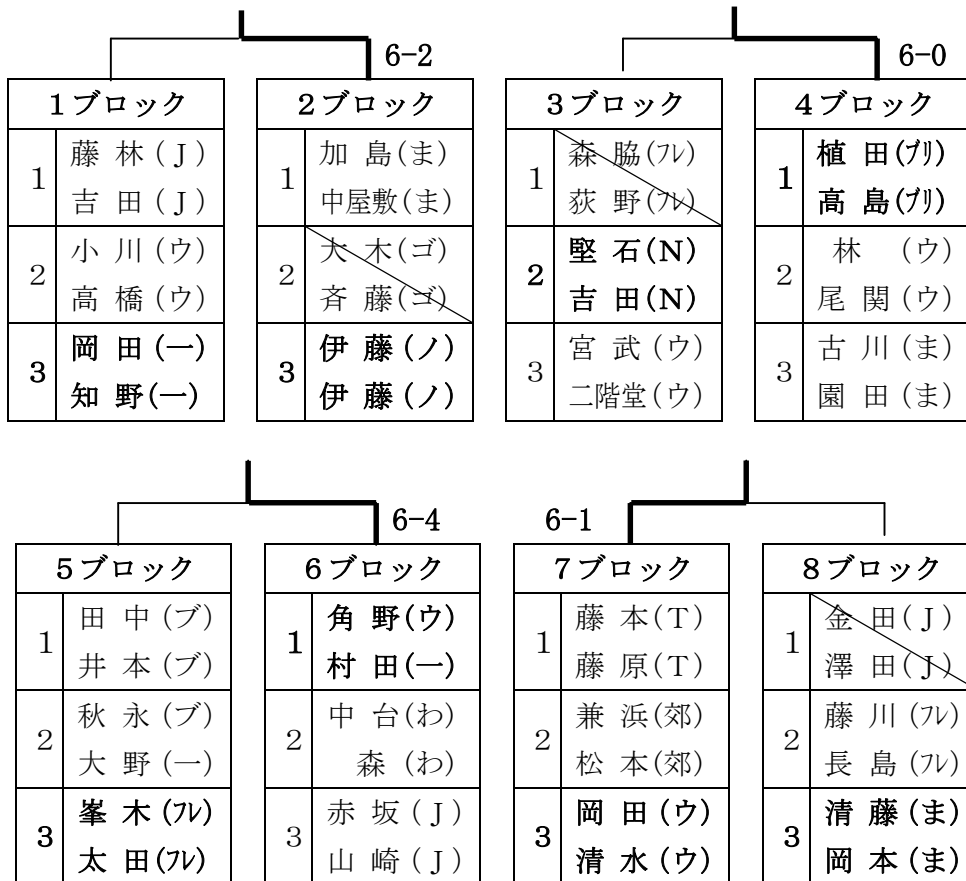 6-2 6-0
1ブロック 2ブロック 3ブロック 4ブロック
1 藤 林(J) 1 加 島(ま) 1 森 脇(フレ) 1 植 田(ブリ)
吉 田(J) 中屋敷(ま) 荻 野(フレ) 高 島(ブリ)
2 小 川(ウ) 2 大 木(ゴ) 2 堅 石(N) 2 林 (ウ)
高 橋(ウ) 斉 藤(ゴ) 吉 田(N) 尾 関(ウ)
3 岡 田(一) 3 伊 藤(ノ) 3 宮 武(ウ) 3 古 川(ま)
知 野(一) 伊 藤(ノ) 二階堂(ウ) 園 田(ま)
6-4 6-1
5ブロック 6ブロック 7ブロック 8ブロック
1 田 中(ブ) 1 角 野(ウ) 1 藤 本(T) 1 金 田(J)
井 本(ブ) 村 田(一) 藤 原(T) 澤 田(J)
2 秋 永(ブ) 2 中 台(わ) 2 兼 浜(郊) 2 藤 川(フレ)
大 野(一) 森 (わ) 松 本(郊) 長 島(フレ)
3 峯 木(フレ) 3 赤 坂(J) 3 岡 田(ウ) 3 清 藤(ま)
太 田(フレ) 山 崎(J) 清 水(ウ) 岡 本(ま)